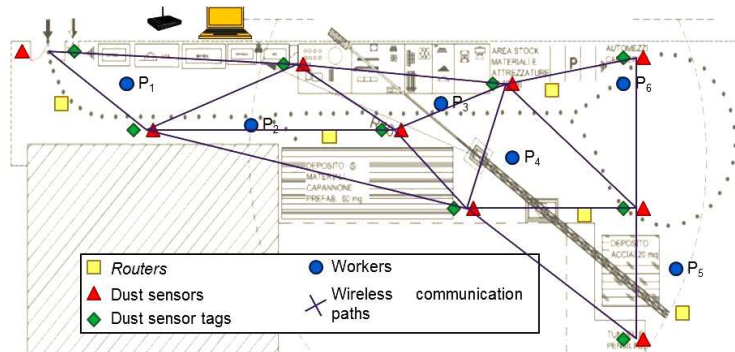 AREA STOCK
MATERIALI E
ATTREZZATURE
P
AUTOMEZZI
P1
P2
P3
P4
P6
DEPOSITO
MATERIALI
CAPANNONE
PREFAB. 60 mq
DEPOSITO
ACCIAI 20 mq
P5
Routers
Workers
Dust sensors
Wireless communication
paths
Dust sensor tags